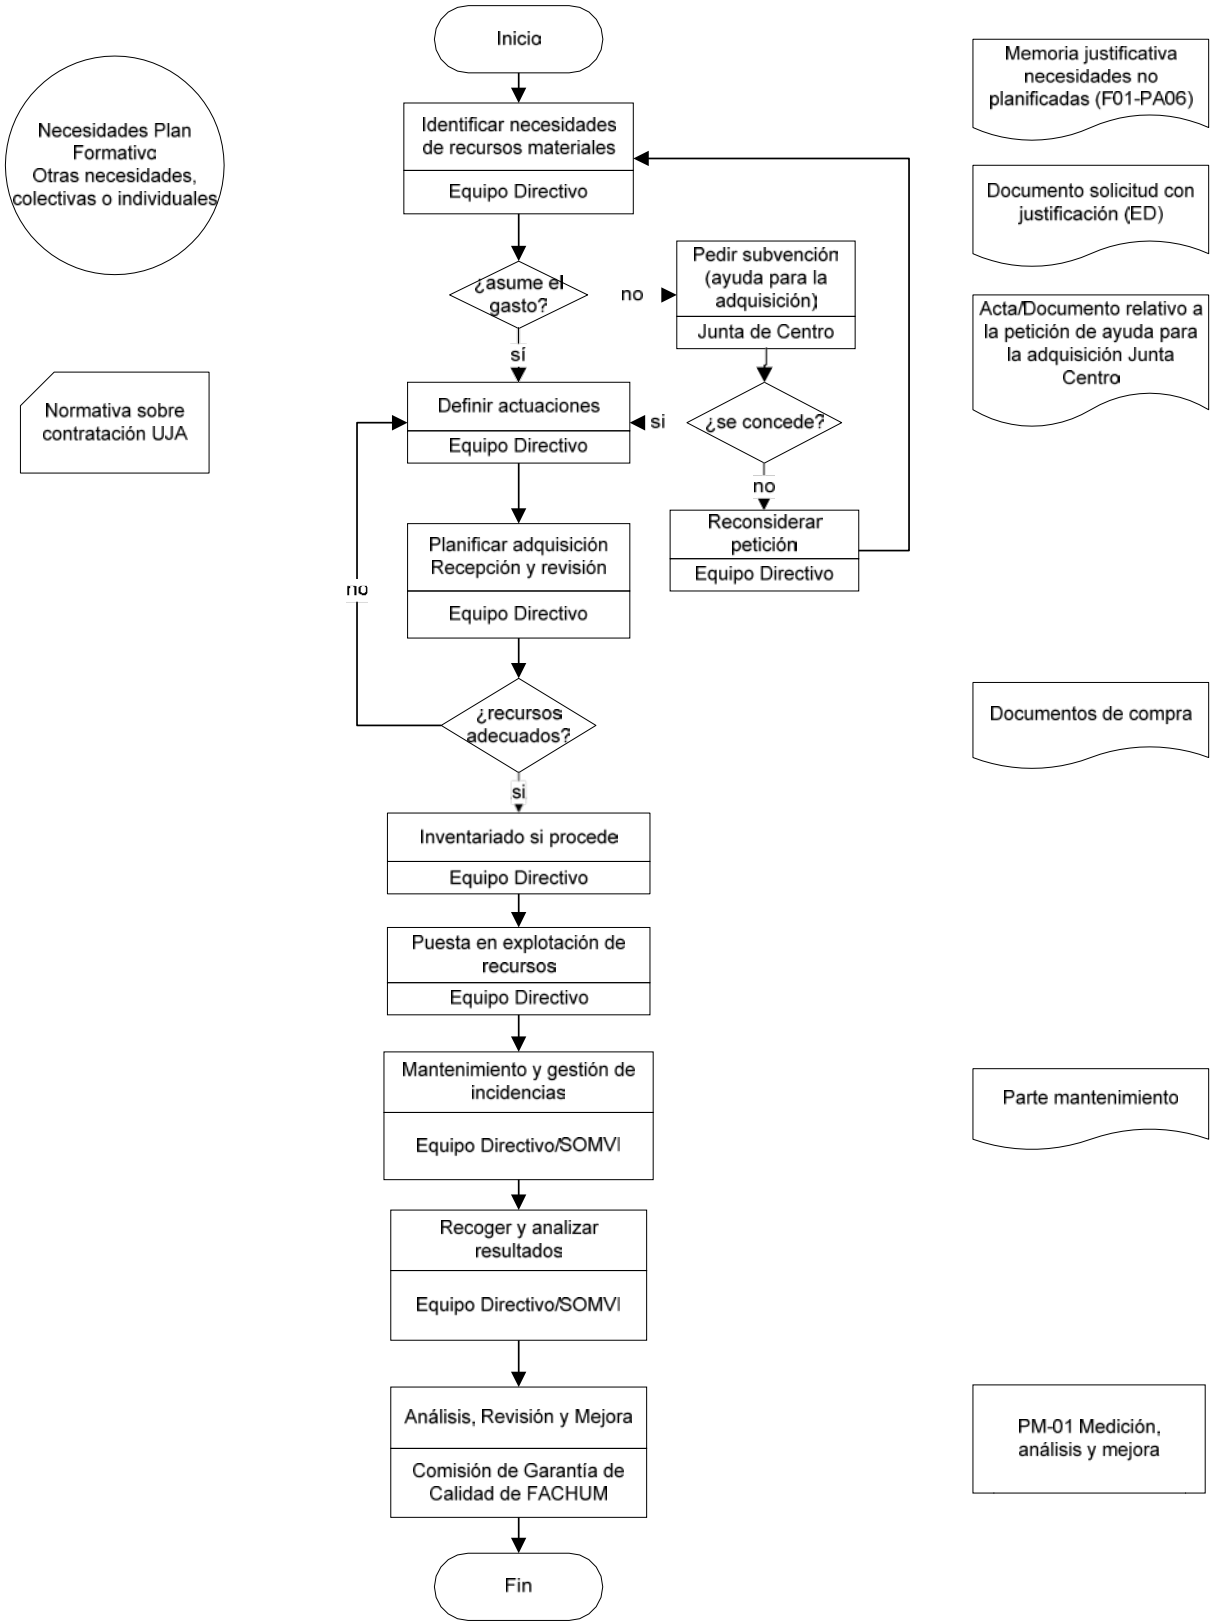 Inicio
Memoria justificativa
necesidades no
planificadas (F01-PA06)
Necesidades Plan
Formativo
Otras necesidades,
colectivas o individuales
Identificar necesidades
de recursos materiales
Equipo Directivo
Documento solicitud con
justificación (ED)
¿asume el
gasto?
no
Pedir subvención
(ayuda para la
adquisición)
Junta de Centro
Acta/Documento relativo a
la petición de ayuda para
la adquisición Junta
Centro
sí
Normativa sobre
contratación UJA
Definir actuaciones
Equipo Directivo
si
¿se concede?
no
Reconsiderar
petición
Equipo Directivo
Planificar adquisición
Recepción y revisión
Equipo Directivo
no
¿recursos
adecuados?
Documentos de compra
si
Inventariado si procede
Equipo Directivo
Puesta en explotación de
recursos
Equipo Directivo
Mantenimiento y gestión de
incidencias
Equipo Directivo/SOMVI
Parte mantenimiento
Recoger y analizar
resultados
Equipo Directivo/SOMVI
Análisis, Revisión y Mejora
Comisión de Garantía de
Calidad de FACHUM
PM-01 Medición,
análisis y mejora
Fin